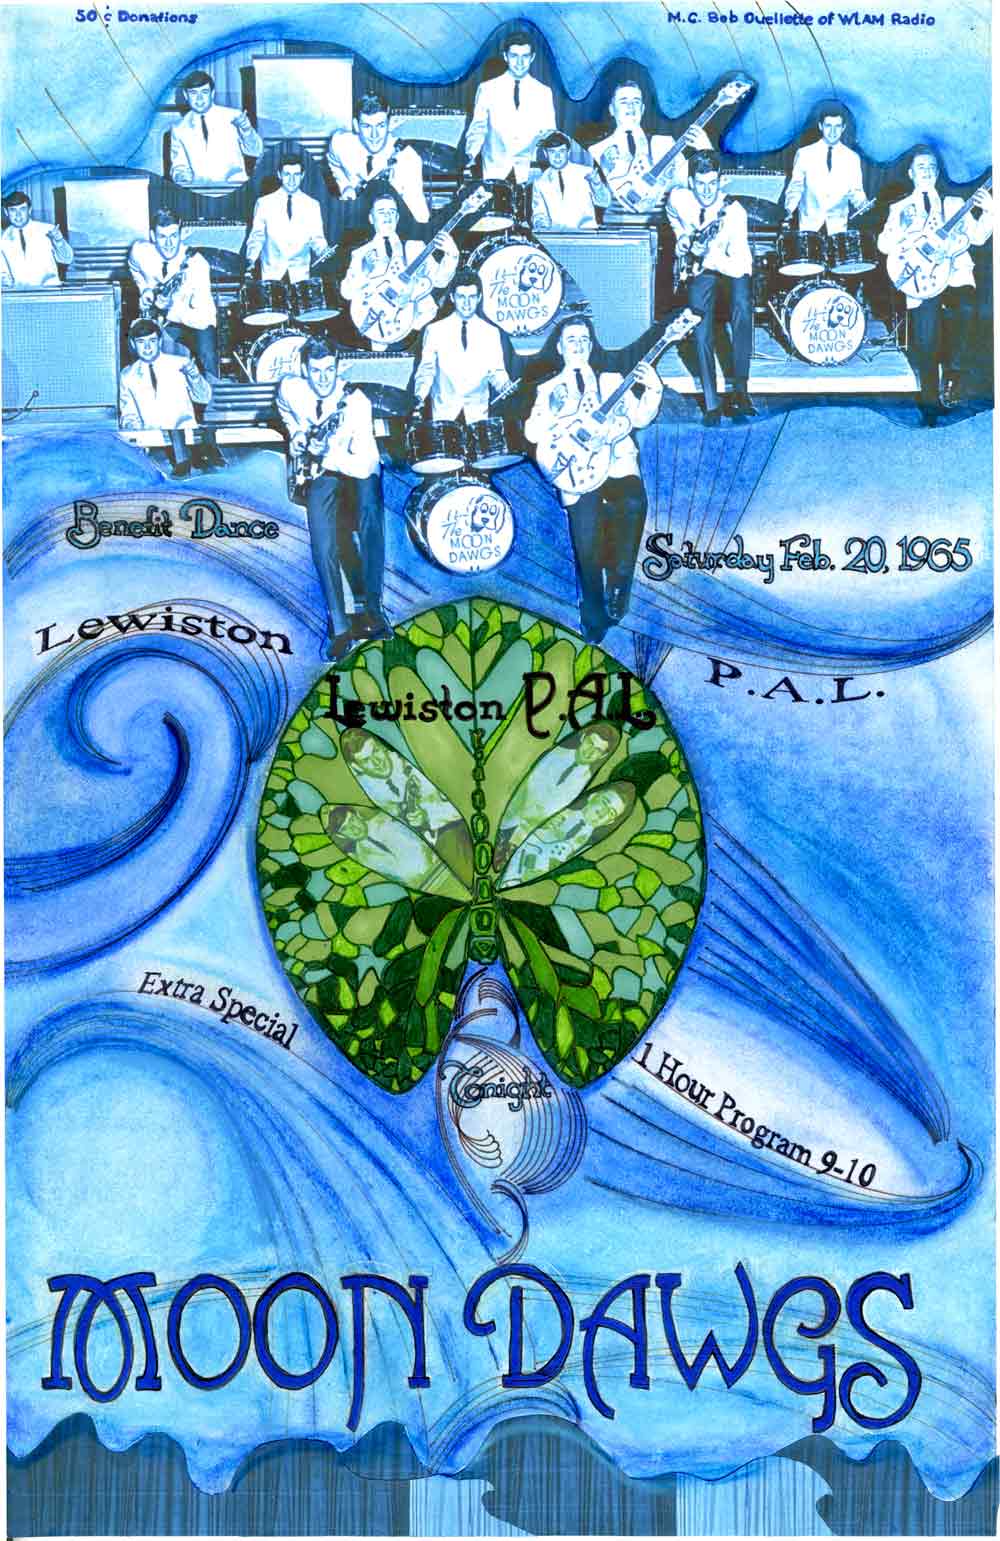 50 ¢ Donations
M.C. Bob Ouellette of WLAM Radio
The
MOON
DAWGS
The
MOON
DAWGS
The
MOON
DAWGS
Benefit Dance
Saturday Feb. 20, 1965
Lewiston
P.A.L.
Lewiston P.A.L
Extra Special
Tonight
1 Hour Program 9-10
MOON DAWGS